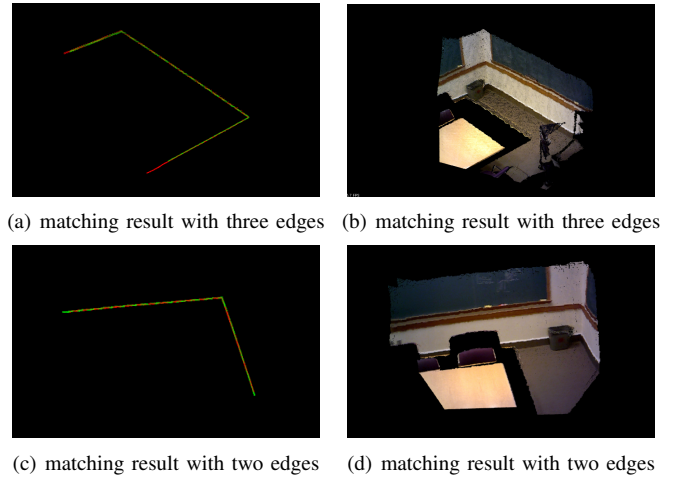 (a) matching result with three edges
(b) matching result with three edges
(c) matching result with two edges
(d) matching result with two edges